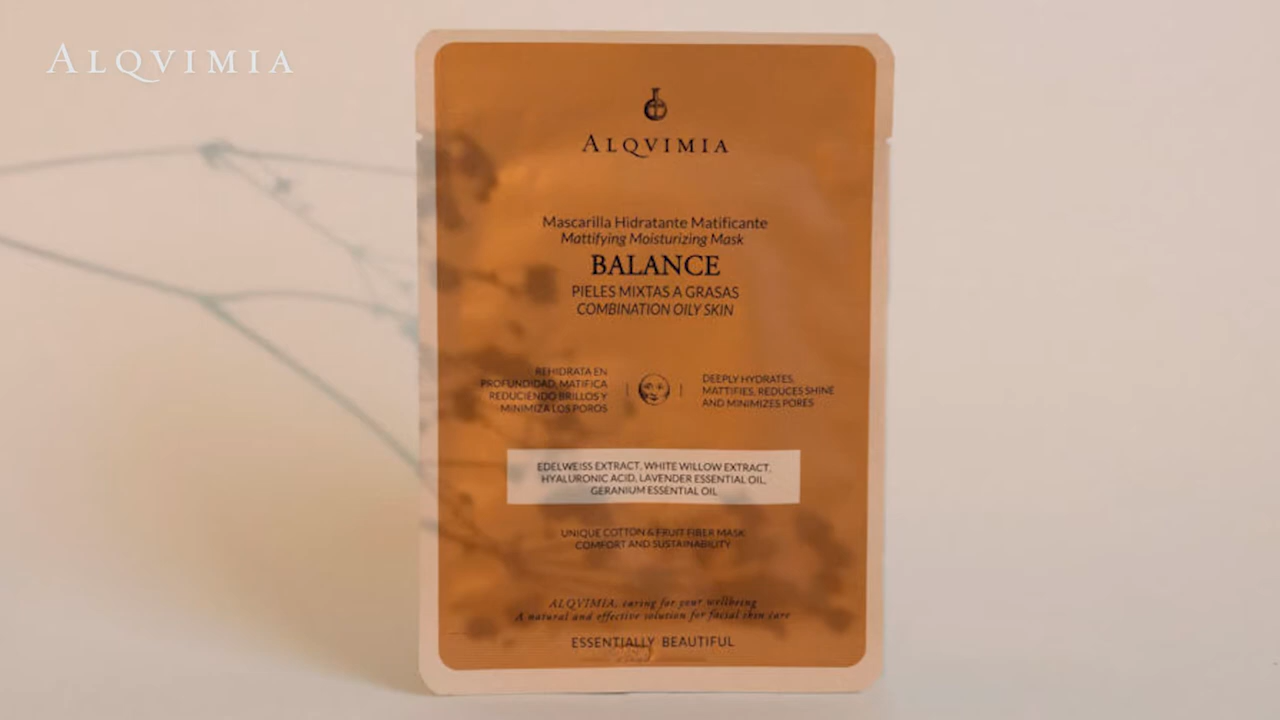 ALQVIMIA
ALQVIMIA
Mascarilla Hidratante Matificante
Mattifying Moisturizing Mask
BALANCE
PIELES MIXTAS A GRASAS
COMBINATION OILY SKIN
REHIDRATA EN
PROFUNDIDAD, MATIFICA
REDUCIENDO BRILLOS Y
MINIMIZA LOS POROS
DEEPLY HYDRATES,
MATTIFIES, REDUCES SHINE
AND MINIMIZES PORES
EDELWEISS EXTRACT, WHITE WILLOW EXTRACT,
HYALURONIC ACID, LAVENDER ESSENTIAL OIL,
GERANIUM ESSENTIAL OIL
UNIQUE COTTON & FRUIT FIBER MASK
COMFORT AND SUSTAINABILITY
ALQVIMIA, caring for your wellbeing
A natural and effective solution for facial skin care
ESSENTIALLY BEAUTIFUL